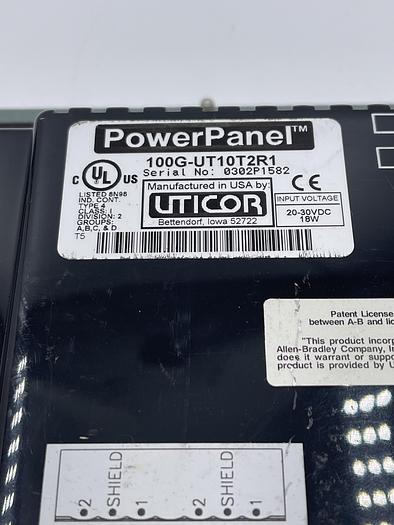 PowerPanel™
100G-UT10T2R1
Serial No: 0302P1582
C UL US
LISTED 8N98
IND. CONT.
TYPE 4
CLASS: I
DIVISION: 2
GROUPS:
A,B,C, & D
T5
Manufactured in USA by:
UTICOR
Bettendorf, Iowa 52722
CE
INPUT VOLTAGE
20-30VDC
18W
Patent License
between A-B and lic
"This product incorp
Allen-Bradley Company, In
does it warrant or suppor
product is provided by U
2
SHIELD
1
2
SHIELD
1